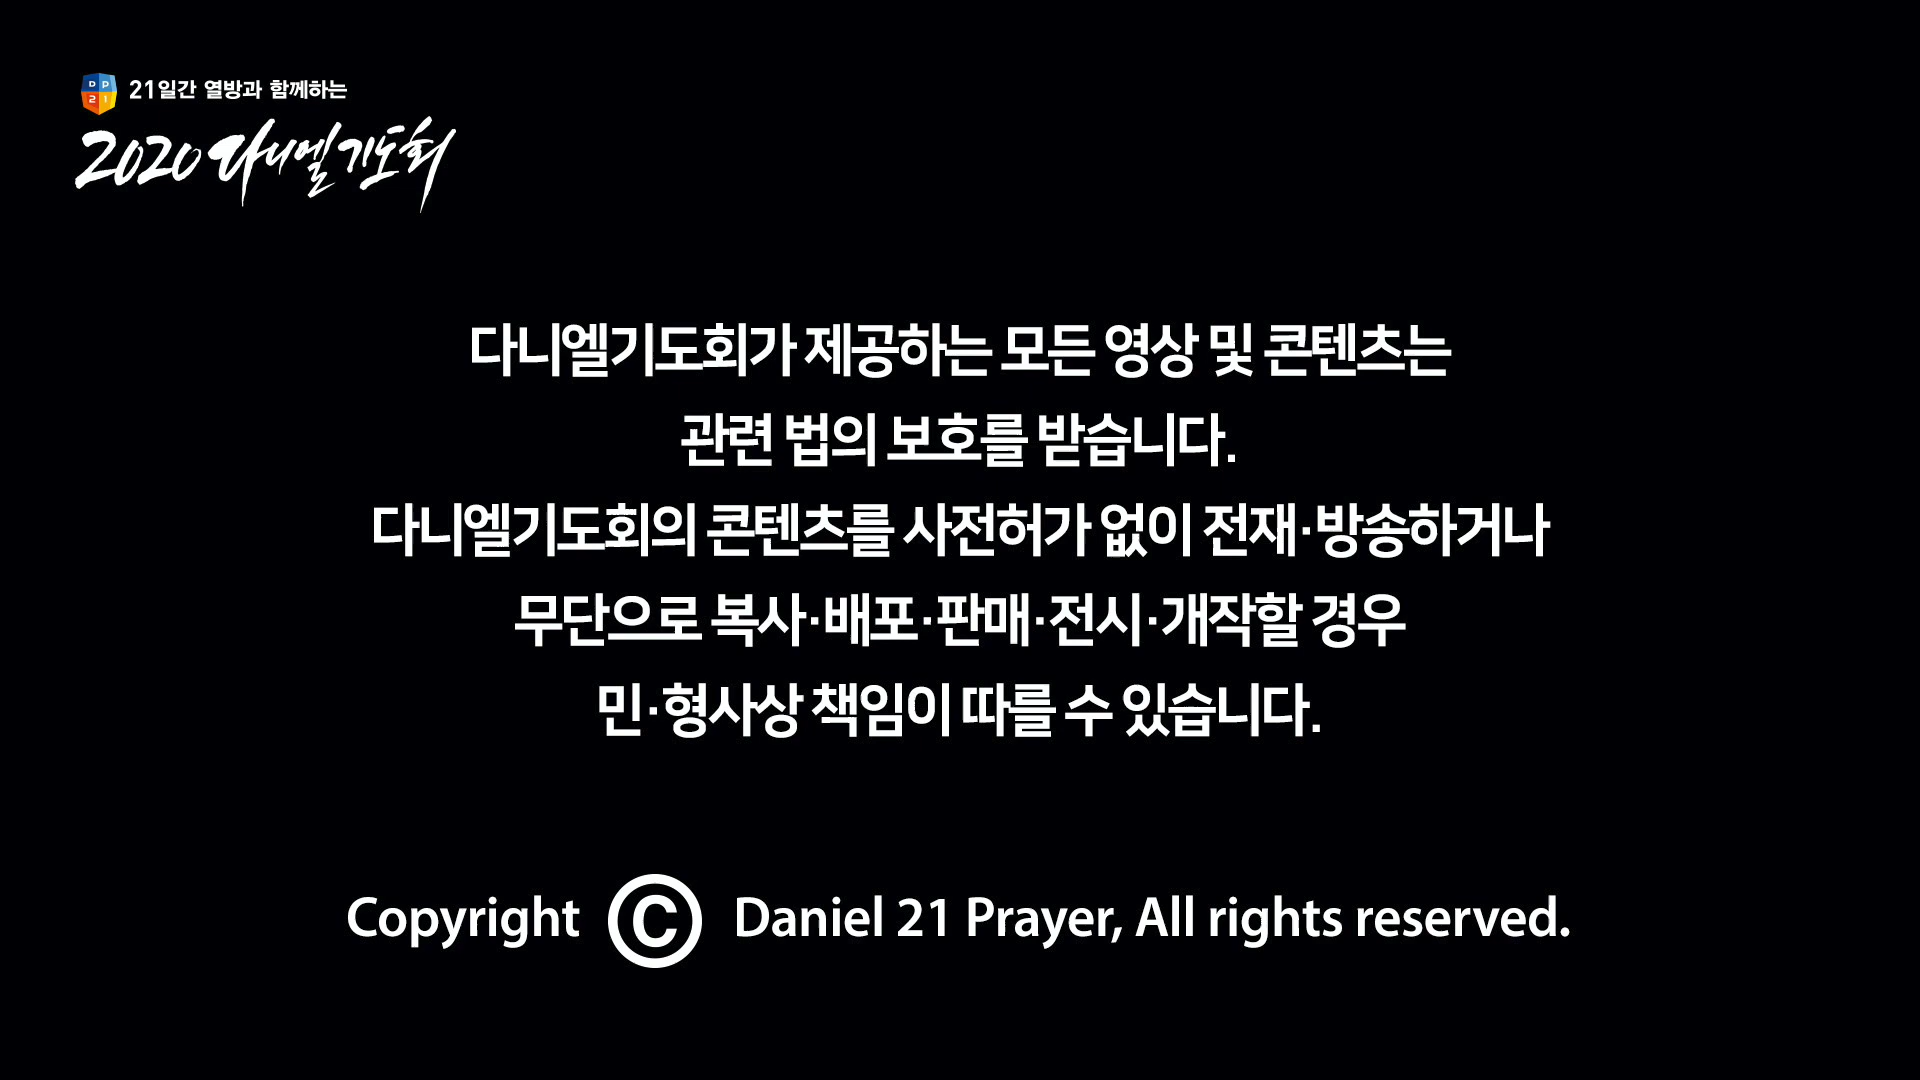 DP
21
21일간 열방과 함께하는
2020 다니엘기도회
다니엘기도회가 제공하는 모든 영상 및 콘텐츠는
관련 법의 보호를 받습니다.
다니엘기도회의 콘텐츠를 사전허가 없이 전재·방송하거나
무단으로 복사·배포·판매·전시·개작할 경우
민·형사상 책임이 따를 수 있습니다.
Copyright © Daniel 21 Prayer, All rights reserved.